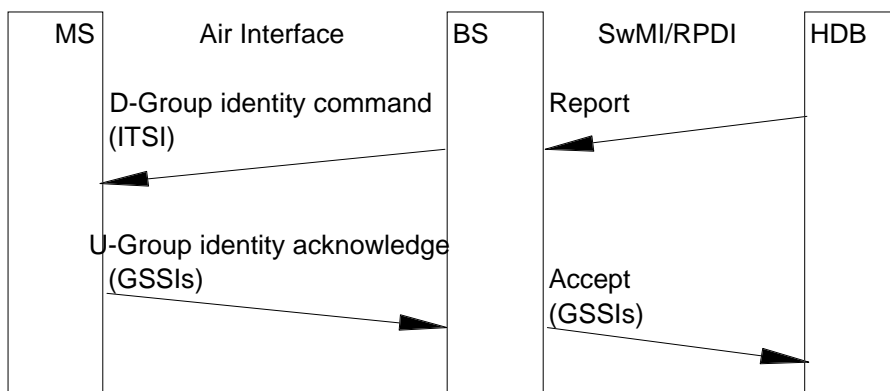 MS
Air Interface
BS
SwMI/RPDI
HDB
D-Group identity command
(ITSI)
Report
U-Group identity acknowledge
(GSSIs)
Accept
(GSSIs)